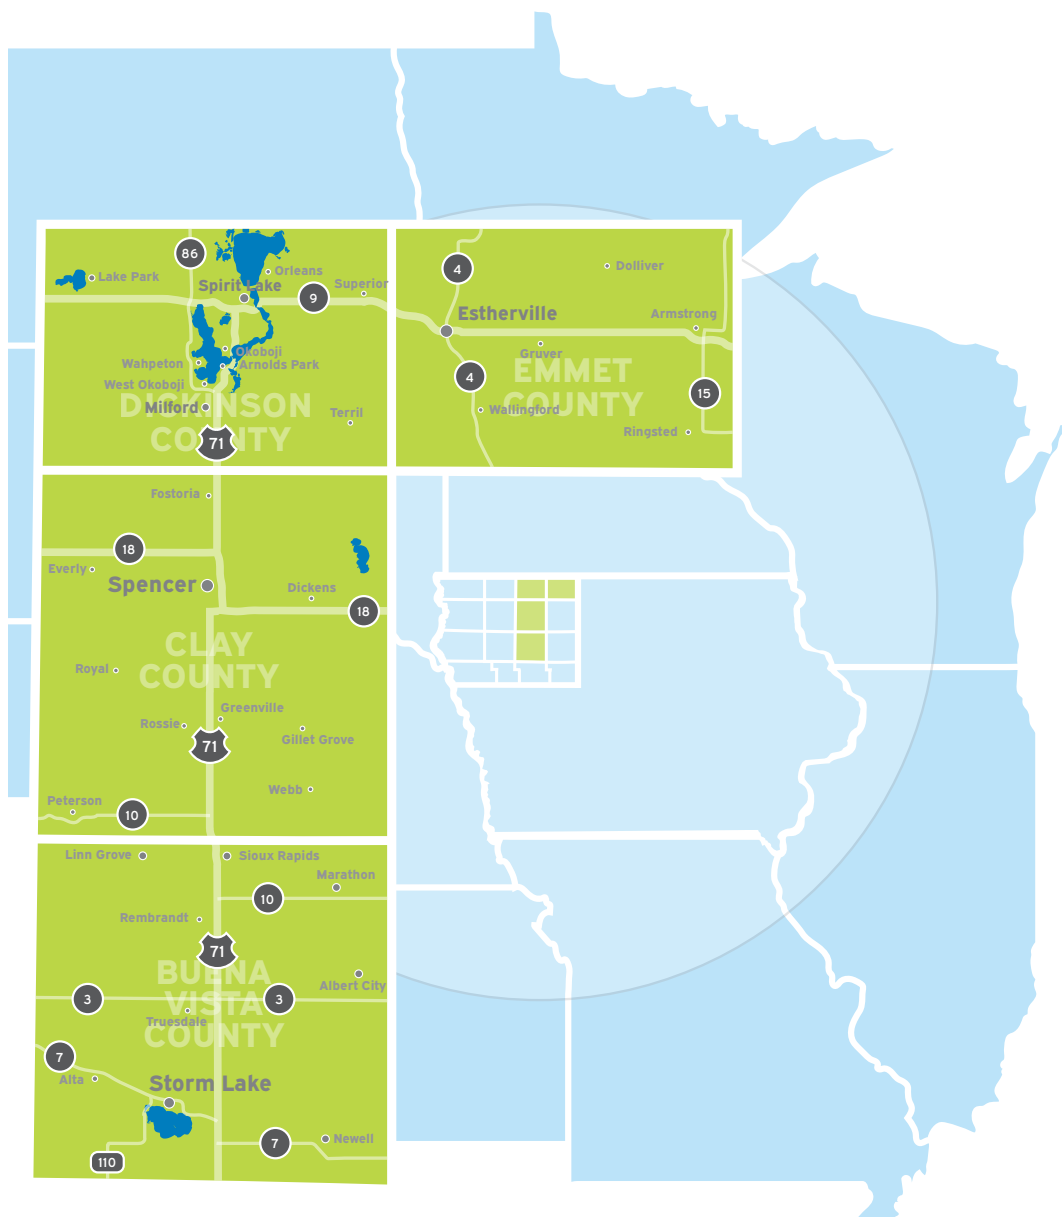 86
Lake Park
Orleans
Spirit Lake
Superior
9
Okoboji
Wahpeton
Arnolds Park
West Okoboji
DICKINSON
COUNTY
Milford
Terril
71
4
Dolliver
Estherville
Armstrong
Gruver
EMMET
COUNTY
4
15
Wallingford
Ringsted
Fostoria
18
Everly
Spencer
Dickens
18
CLAY
COUNTY
Royal
Greenville
Rossie
71
Gillet Grove
Webb
Peterson
10
Linn Grove
Sioux Rapids
Marathon
10
Rembrandt
71
BUENA
VISTA
COUNTY
Albert City
3
3
Truesdale
7
Alta
Storm Lake
7
Newell
110